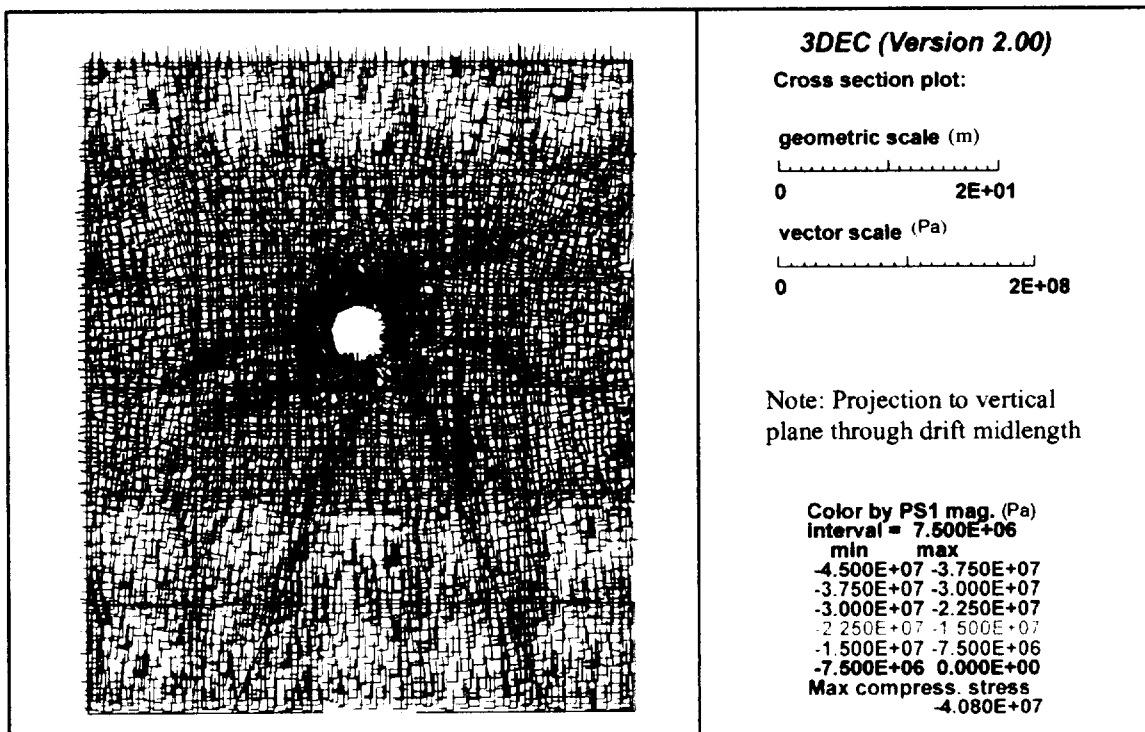 3DEC (Version 2.00)
Cross section plot:
geometric scale (m)
0 2E+01
vector scale (Pa)
0 2E+08
Note: Projection to vertical
plane through drift midlength
Color by PS1 mag. (Pa)
interval = 7.500E+06
min max
-4.500E+07 -3.750E+07
-3.750E+07 -3.000E+07
-3.000E+07 -2.250E+07
-2.250E+07 -1.500E+07
-1.500E+07 -7.500E+06
-7.500E+06 0.000E+00
Max compress. stress
-4.080E+07